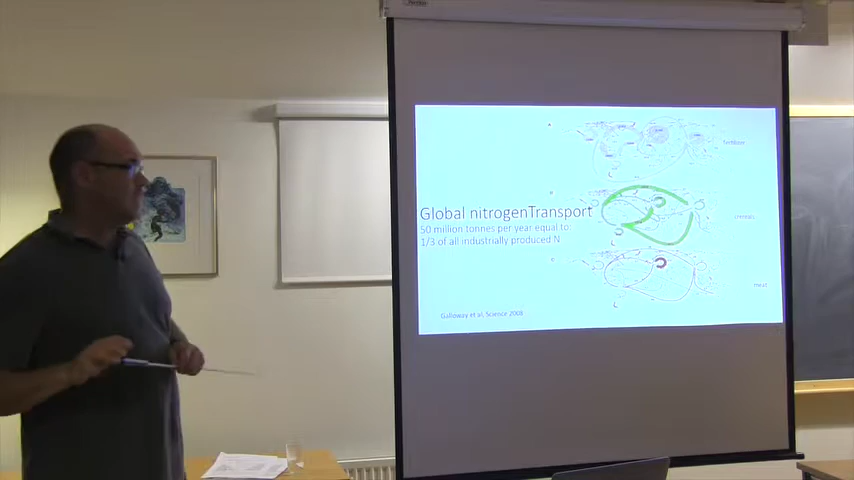 Global nitrogenTransport
50 million tonnes per year equal to:
1/3 of all industrially produced N
Galloway et al, Science 2008
fertilizer
cereals
meat